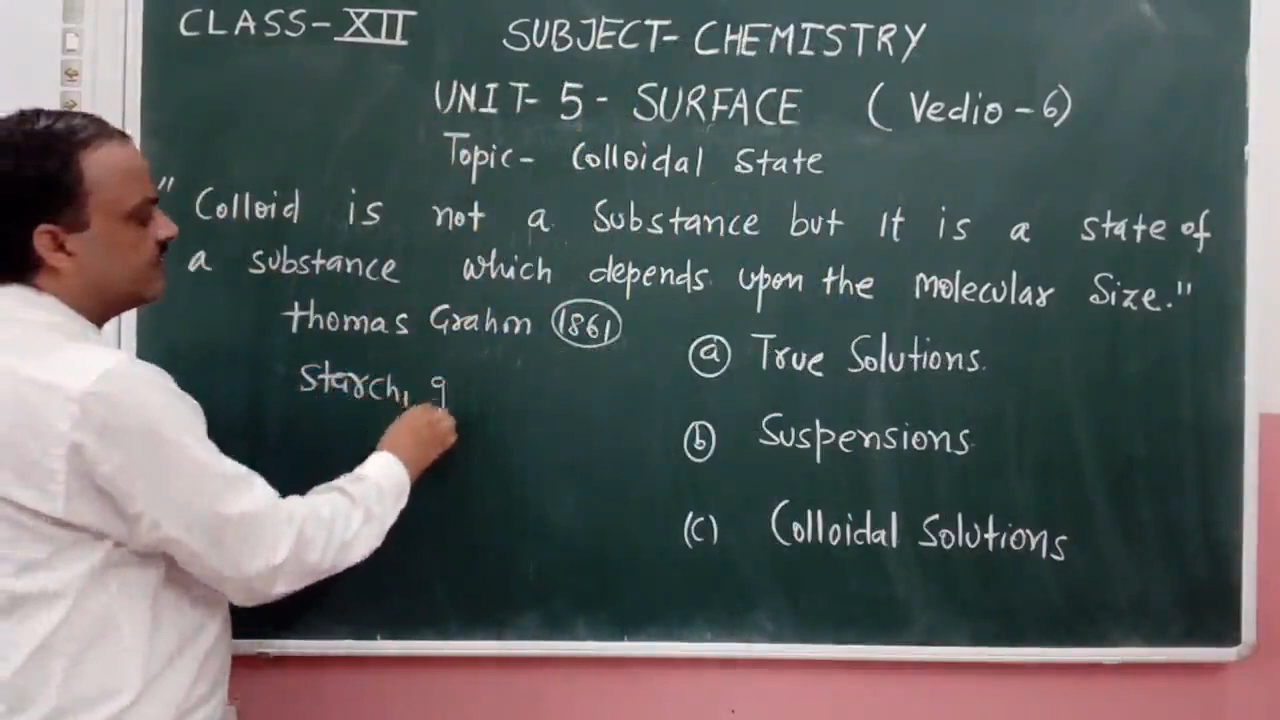 CLASS-XII
SUBJECT-CHEMISTRY
UNIT-5-SURFACE (Vedio-6)
Topic- Colloidal State
"Colloid is not a Substance but it is a state of
a substance which depends upon the molecular Size."
thomas Grahm 1861
Starch, g
(a) True Solutions.
(b) Suspensions
(c) Colloidal Solutions